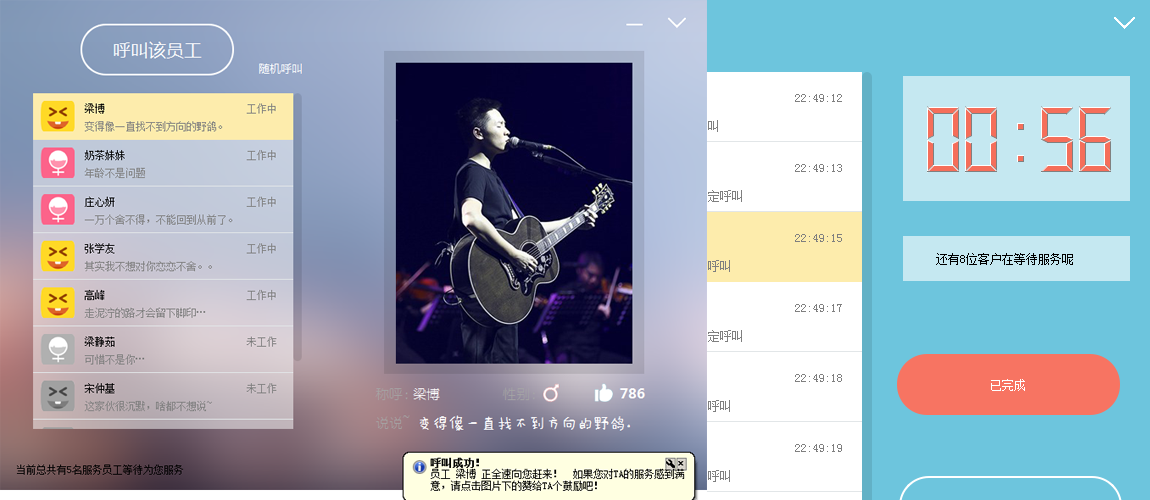 呼叫该员工
随机呼叫
梁博
工作中
变得像一直找不到方向的野鸽。
奶茶妹妹
工作中
年龄不是问题
庄心妍
工作中
一万个舍不得，不能回到从前了。
张学友
工作中
其实我不想对你恋恋不舍。。
高峰
工作中
走泥泞的路才会留下脚印…
梁静茹
未工作
可惜不是你…
宋仲基
未工作
这家伙很沉默，啥都不想说~
当前总共有5名服务员工等待为您服务
称呼：梁博
性别：
786
说说~ 变得像一直找不到方向的野鸽。
呼叫成功！
员工 梁博 正全速向您赶来！ 如果您对TA的服务感到满
意，请点击图片下的赞给TA个鼓励吧！
22:49:12
呼叫
22:49:13
定呼叫
22:49:15
呼叫
22:49:17
定呼叫
22:49:18
呼叫
22:49:19
呼叫
00:56
还有8位客户在等待服务呢
已完成